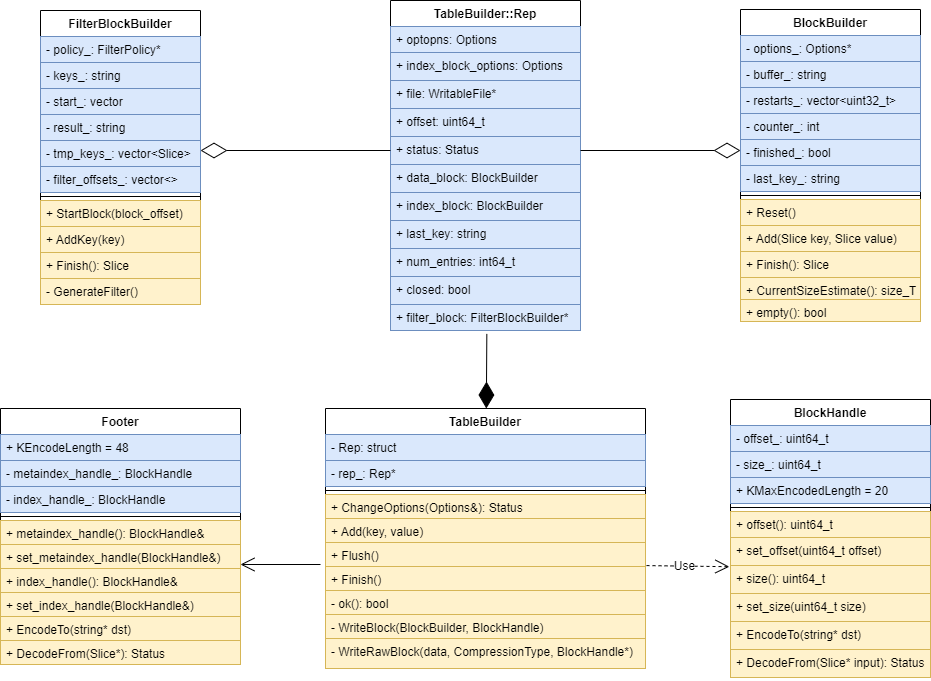 FilterBlockBuilder
- policy_: FilterPolicy*
- keys_: string
- start_: vector
- result_: string
- tmp_keys_: vector<Slice>
- filter_offsets_: vector<>
+ StartBlock(block_offset)
+ AddKey(key)
+ Finish(): Slice
- GenerateFilter()
TableBuilder::Rep
+ optopns: Options
+ index_block_options: Options
+ file: WritableFile*
+ offset: uint64_t
+ status: Status
+ data_block: BlockBuilder
+ index_block: BlockBuilder
+ last_key: string
+ num_entries: int64_t
+ closed: bool
+ filter_block: FilterBlockBuilder*
BlockBuilder
- options_: Options*
- buffer_: string
- restarts_: vector<uint32_t>
- counter_: int
- finished_: bool
- last_key_: string
+ Reset()
+ Add(Slice key, Slice value)
+ Finish(): Slice
+ CurrentSizeEstimate(): size_T
+ empty(): bool
Footer
+ KEncodeLength = 48
- metaindex_handle_: BlockHandle
- index_handle_: BlockHandle
+ metaindex_handle(): BlockHandle&
+ set_metaindex_handle(BlockHandle&)
+ index_handle(): BlockHandle&
+ set_index_handle(BlockHandle&)
+ EncodeTo(string* dst)
+ DecodeFrom(Slice*): Status
TableBuilder
- Rep: struct
- rep_: Rep*
+ ChangeOptions(Options&): Status
+ Add(key, value)
+ Flush()
+ Finish()
- ok(): bool
- WriteBlock(BlockBuilder, BlockHandle)
- WriteRawBlock(data, CompressionType, BlockHandle*)
Use
BlockHandle
- offset_: uint64_t
- size_: uint64_t
+ KMaxEncodedLength = 20
+ offset(): uint64_t
+ set_offset(uint64_t offset)
+ size(): uint64_t
+ set_size(uint64_t size)
+ EncodeTo(string* dst)
+ DecodeFrom(Slice* input): Status